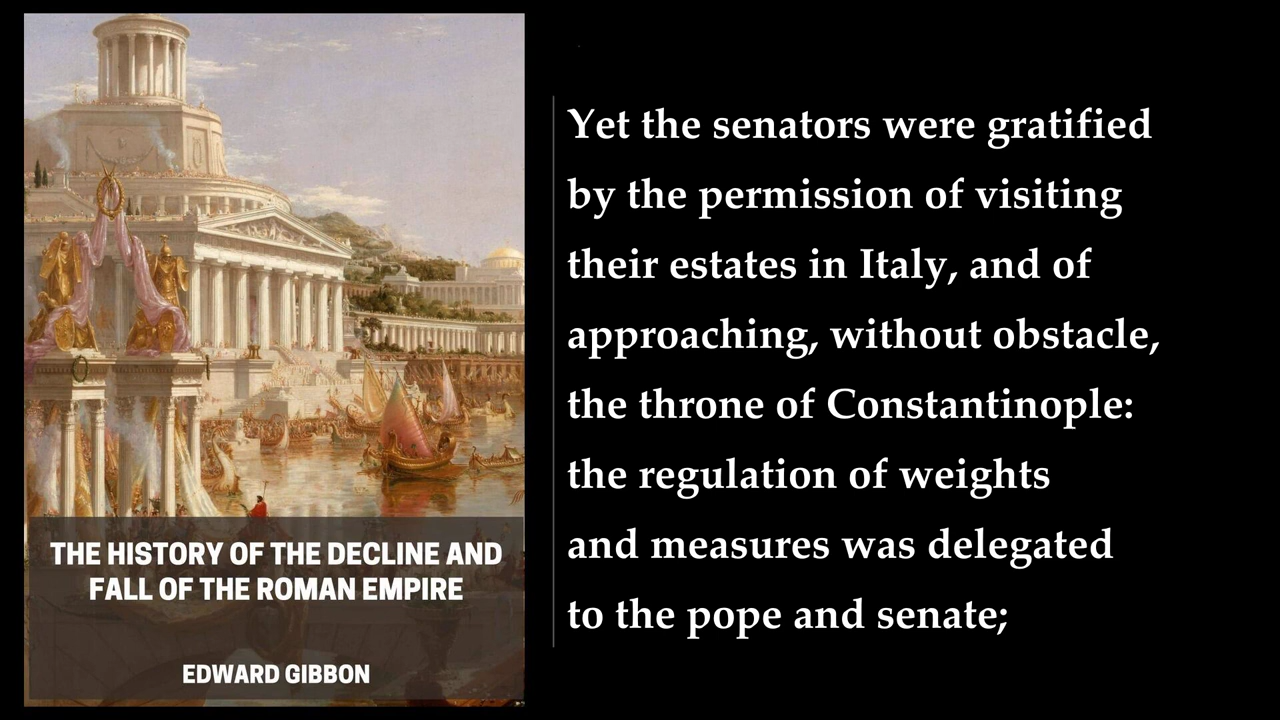 THE HISTORY OF THE DECLINE AND
FALL OF THE ROMAN EMPIRE
EDWARD GIBBON
Yet the senators were gratified
by the permission of visiting
their estates in Italy, and of
approaching, without obstacle,
the throne of Constantinople:
the regulation of weights
and measures was delegated
to the pope and senate;